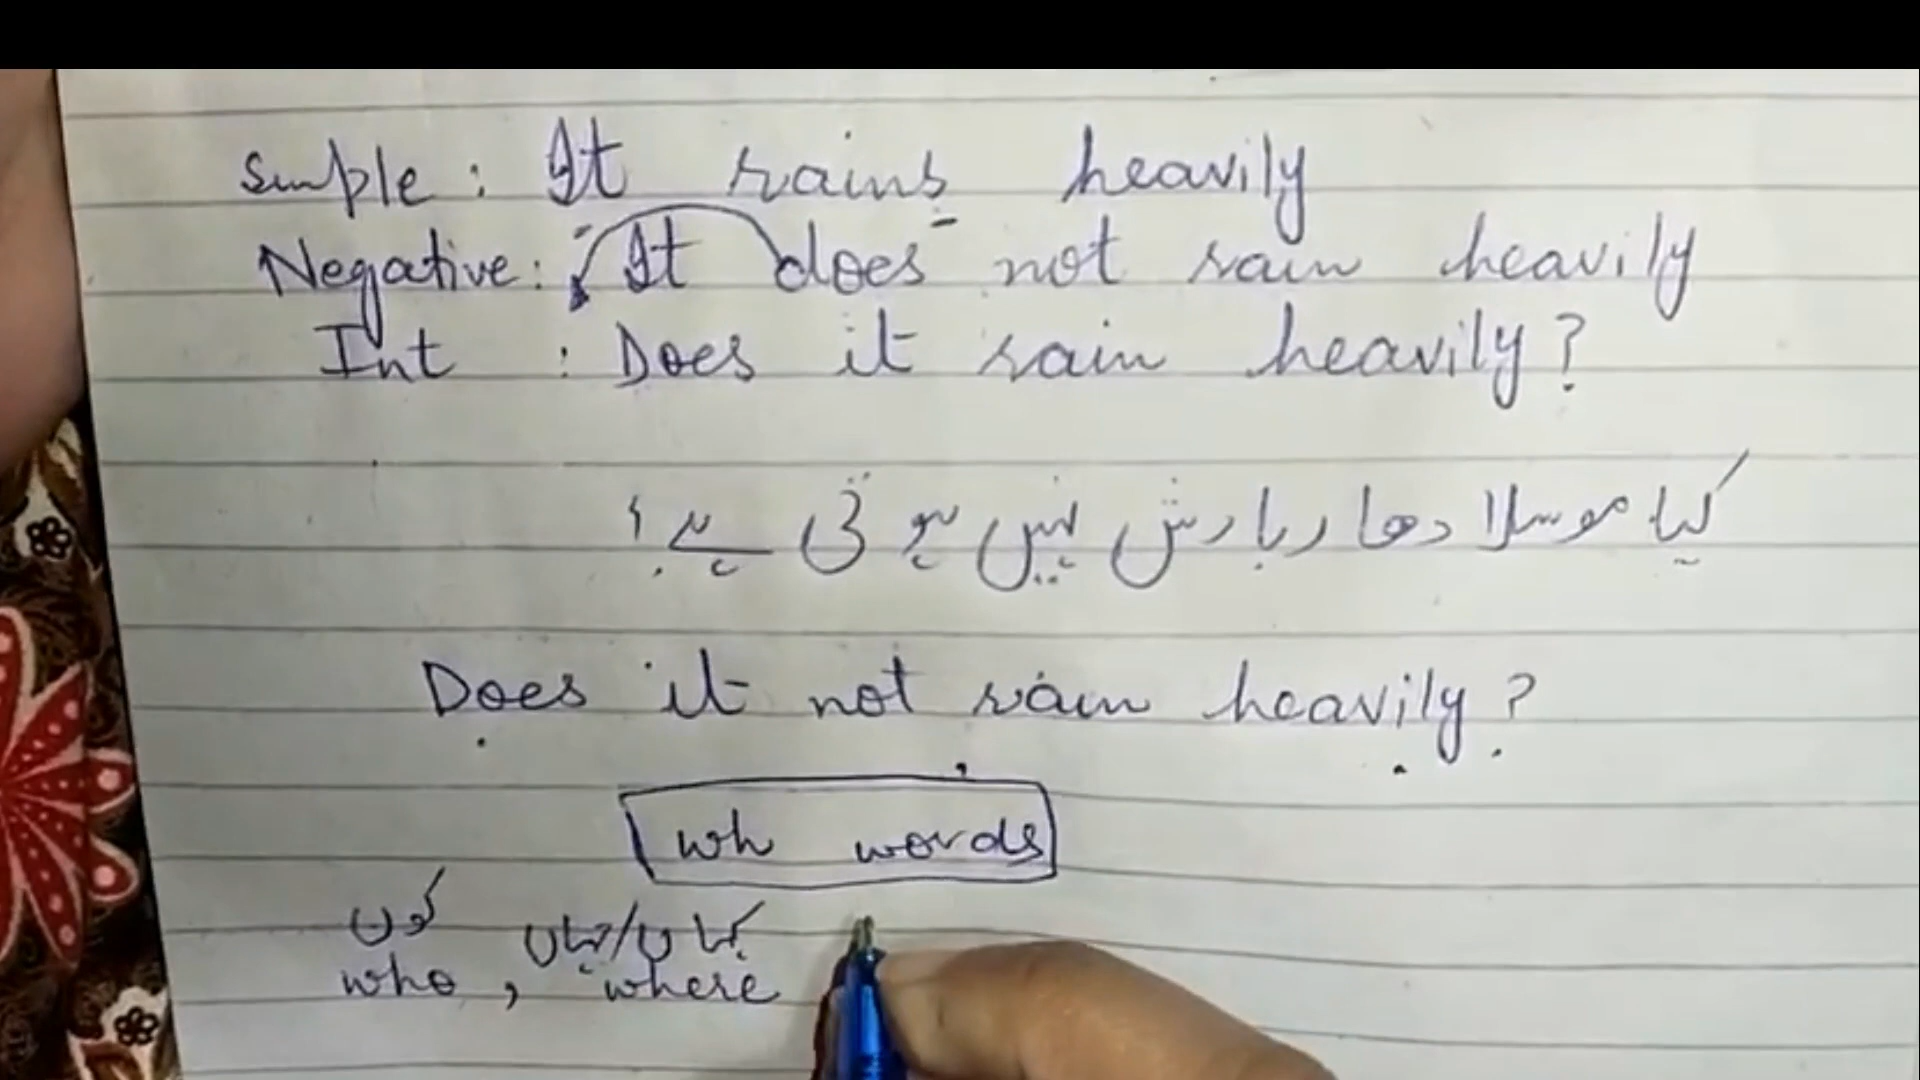 Simple: It rains heavily
Negative: It does not rain heavily
Int : Does it rain heavily?
کیا موسلا دھار بارش نہیں ہوتی ہے؟
Does it not rain heavily?
wh words
کون کہاں/جہاں
who, where